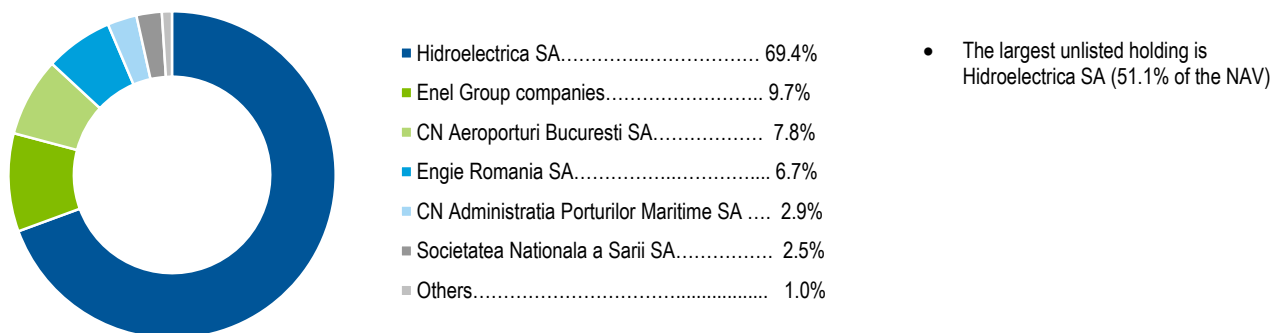 Hidroelectrica SA…………...……………… 69.4%
Enel Group companies…………………….. 9.7%
CN Aeroporturi Bucuresti SA……………… 7.8%
Engie Romania SA……………..………….... 6.7%
CN Administratia Porturilor Maritime SA …. 2.9%
Societatea Nationala a Sarii SA……………. 2.5%
Others……………………………................... 1.0%
• The largest unlisted holding is
Hidroelectrica SA (51.1% of the NAV)